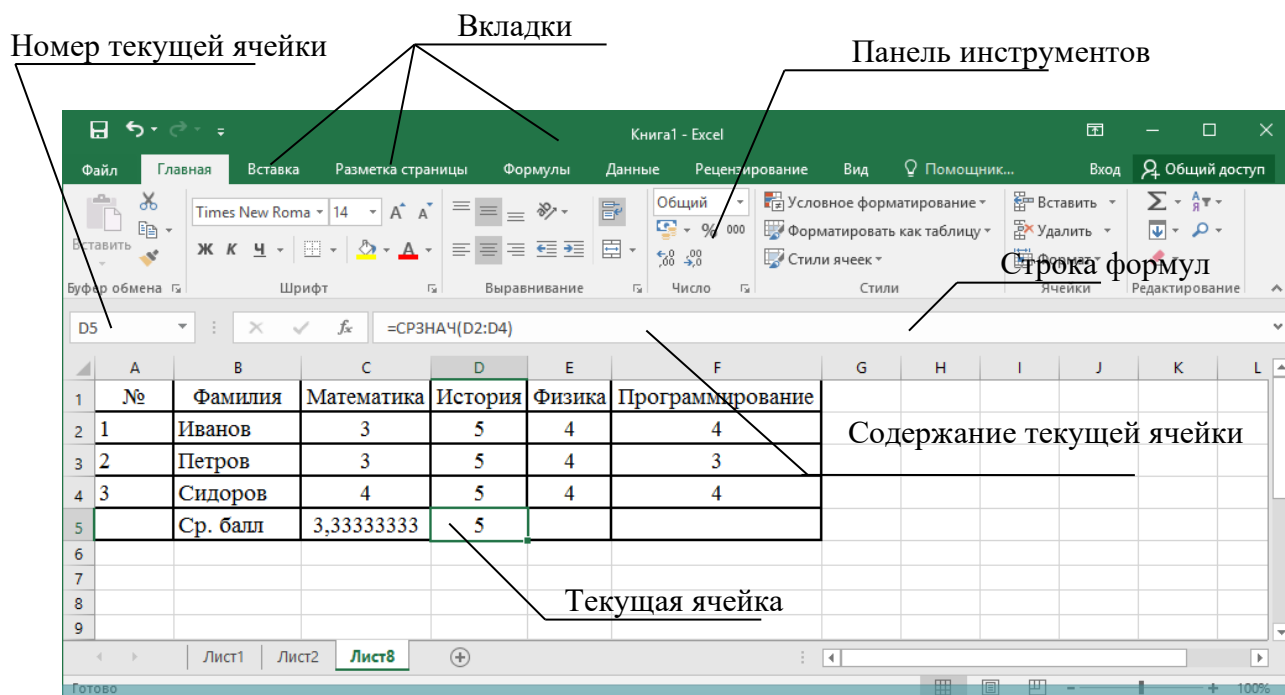 Вкладки
Номер текущей ячейки
Панель инструментов
Книга1 - Excel
Файл Главная Вставка Разметка страницы Формулы Данные Рецензирование Вид Помощник... Вход Общий доступ
Вставить
Times New Roma 14
Ж К Ч
Общий
% 000
Условное форматирование
Форматировать как таблицу
Стили ячеек
Вставить
Удалить
Формат
Строка формул
Буфер обмена Шрифт Выравнивание Число Стили Ячейки Редактирование
D5 fx =СРЗНАЧ(D2:D4)
A B C D E F G H I J K L
1 № Фамилия Математика История Физика Программирование
2 1 Иванов 3 5 4 4
Содержание текущей ячейки
3 2 Петров 3 5 4 3
4 3 Сидоров 4 5 4 4
5 Ср. балл 3,33333333 5
6
7
8
Текущая ячейка
9
Лист1 Лист2 Лист8
Готово 100%